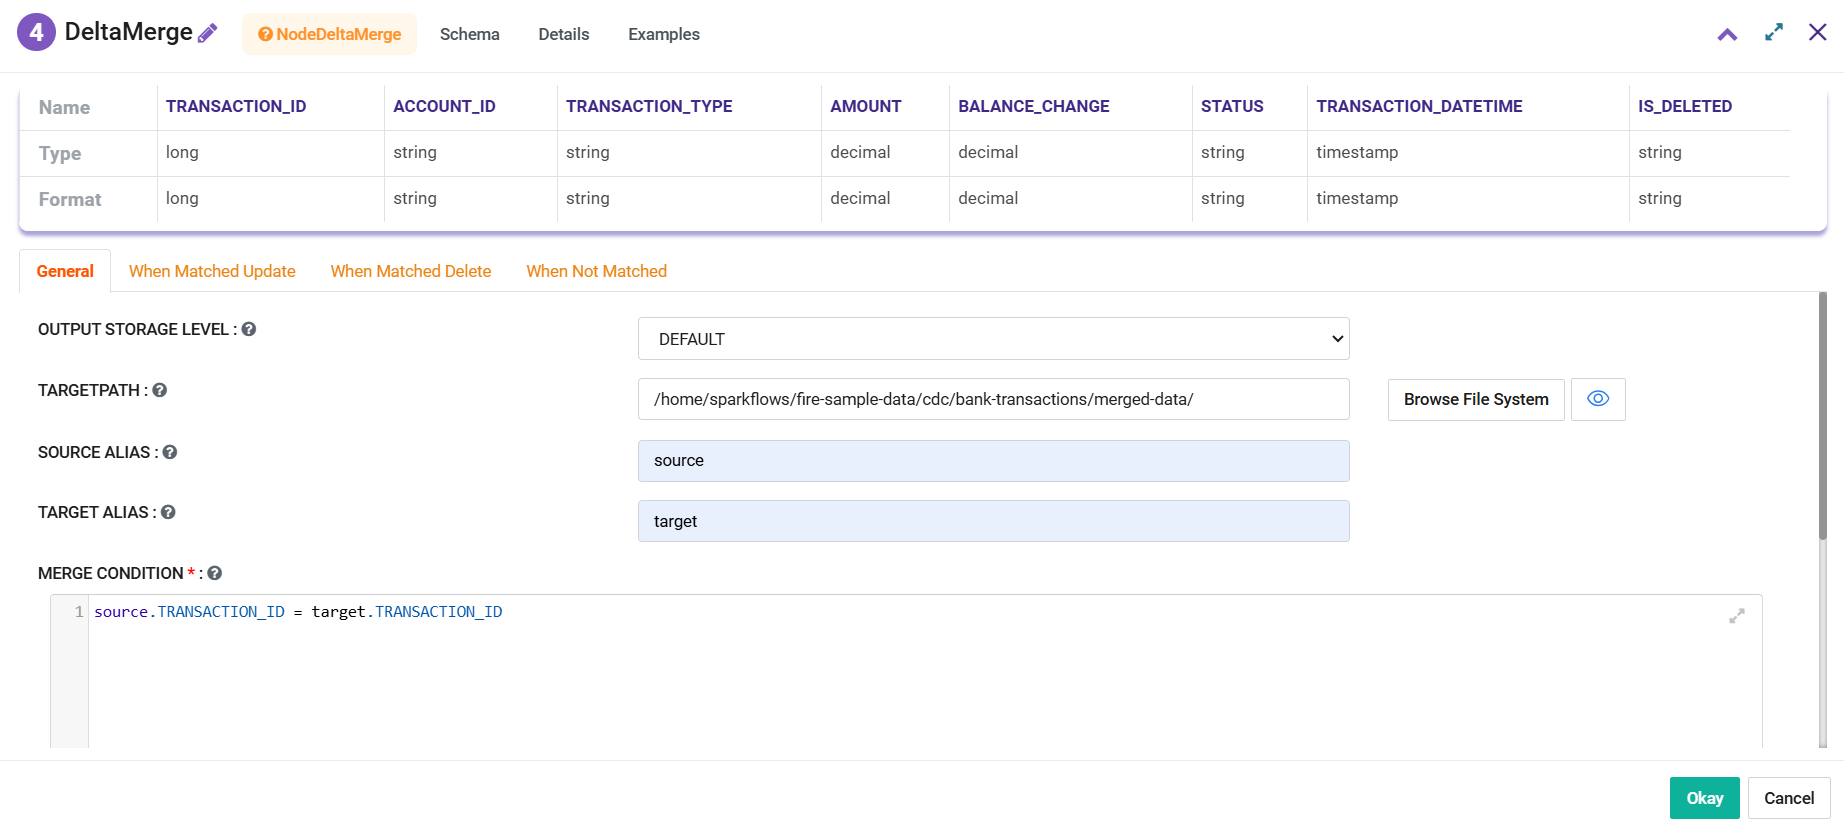 4 DeltaMerge NodeDeltaMerge Schema Details Examples
Name TRANSACTION_ID ACCOUNT_ID TRANSACTION_TYPE AMOUNT BALANCE_CHANGE STATUS TRANSACTION_DATETIME IS_DELETED
Type long string string decimal decimal string timestamp string
Format long string string decimal decimal string timestamp string
General When Matched Update When Matched Delete When Not Matched
OUTPUT STORAGE LEVEL : DEFAULT
TARGETPATH : /home/sparkflows/fire-sample-data/cdc/bank-transactions/merged-data/ Browse File System
SOURCE ALIAS : source
TARGET ALIAS : target
MERGE CONDITION * :
1 source.TRANSACTION_ID = target.TRANSACTION_ID
Okay Cancel